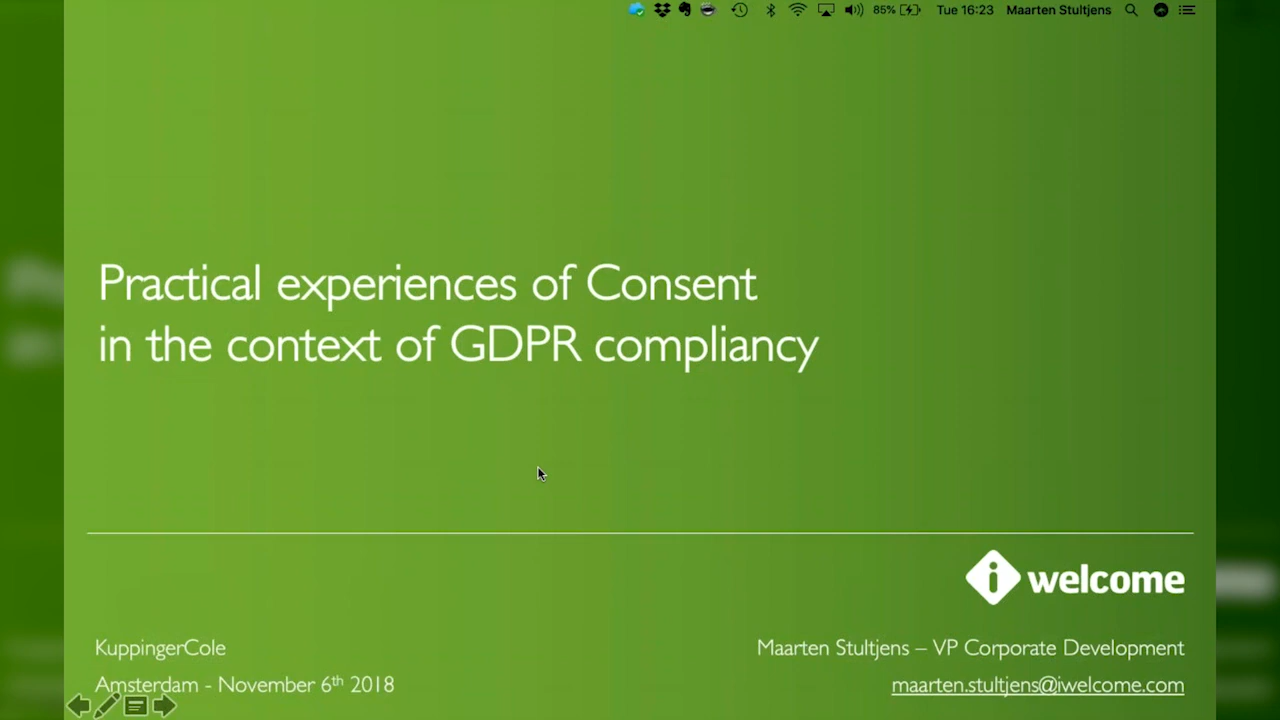 85% Tue 16:23 Maarten Stultjens
Practical experiences of Consent
in the context of GDPR compliancy
i welcome
KuppingerCole
Maarten Stultjens – VP Corporate Development
Amsterdam - November 6th 2018
maarten.stultjens@iwelcome.com